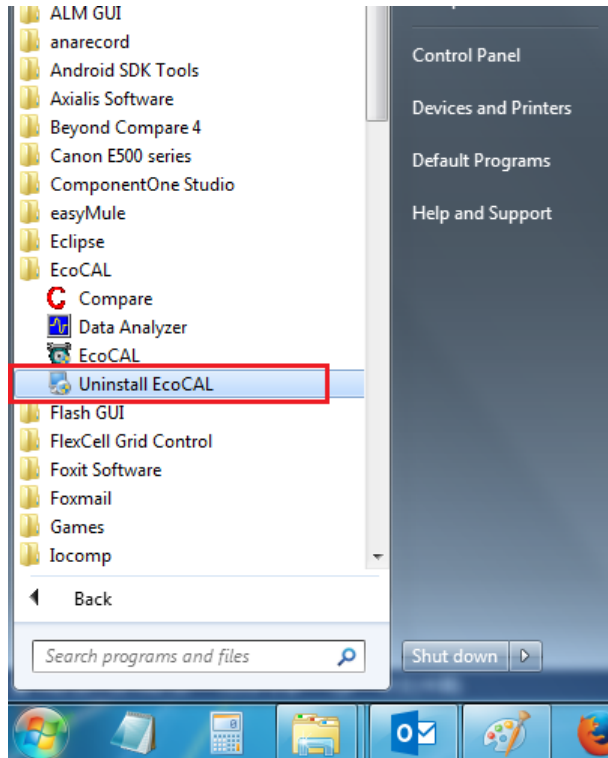 ALM GUI
anarecord
Android SDK Tools
Axialis Software
Beyond Compare 4
Canon E500 series
ComponentOne Studio
easyMule
Eclipse
EcoCAL
Compare
Data Analyzer
EcoCAL
Uninstall EcoCAL
Flash GUI
FlexCell Grid Control
Foxit Software
Foxmail
Games
Iocomp
Back
Search programs and files
Control Panel
Devices and Printers
Default Programs
Help and Support
Shut down